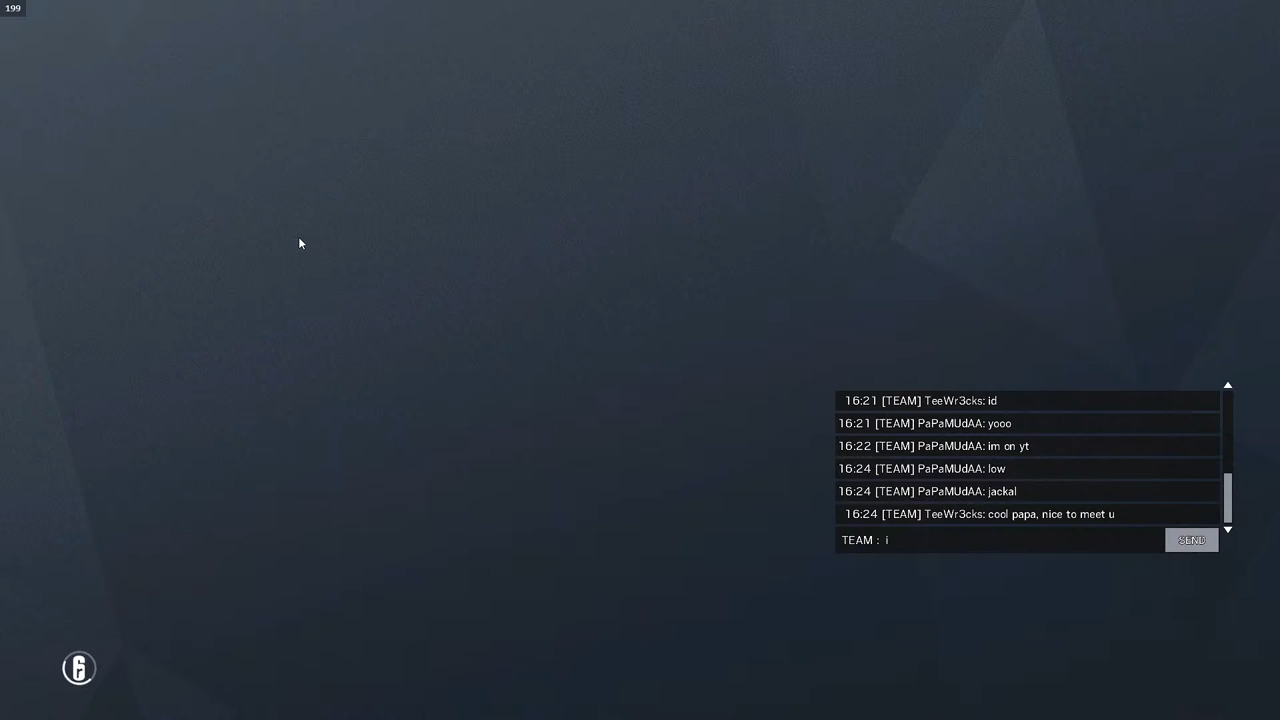 199
16:21 [TEAM] TeeWr3cks: id
16:21 [TEAM] PaPaMUdAA: yooo
16:22 [TEAM] PaPaMUdAA: im on yt
16:24 [TEAM] PaPaMUdAA: low
16:24 [TEAM] PaPaMUdAA: jackal
16:24 [TEAM] TeeWr3cks: cool papa, nice to meet u
TEAM : i SEND
6